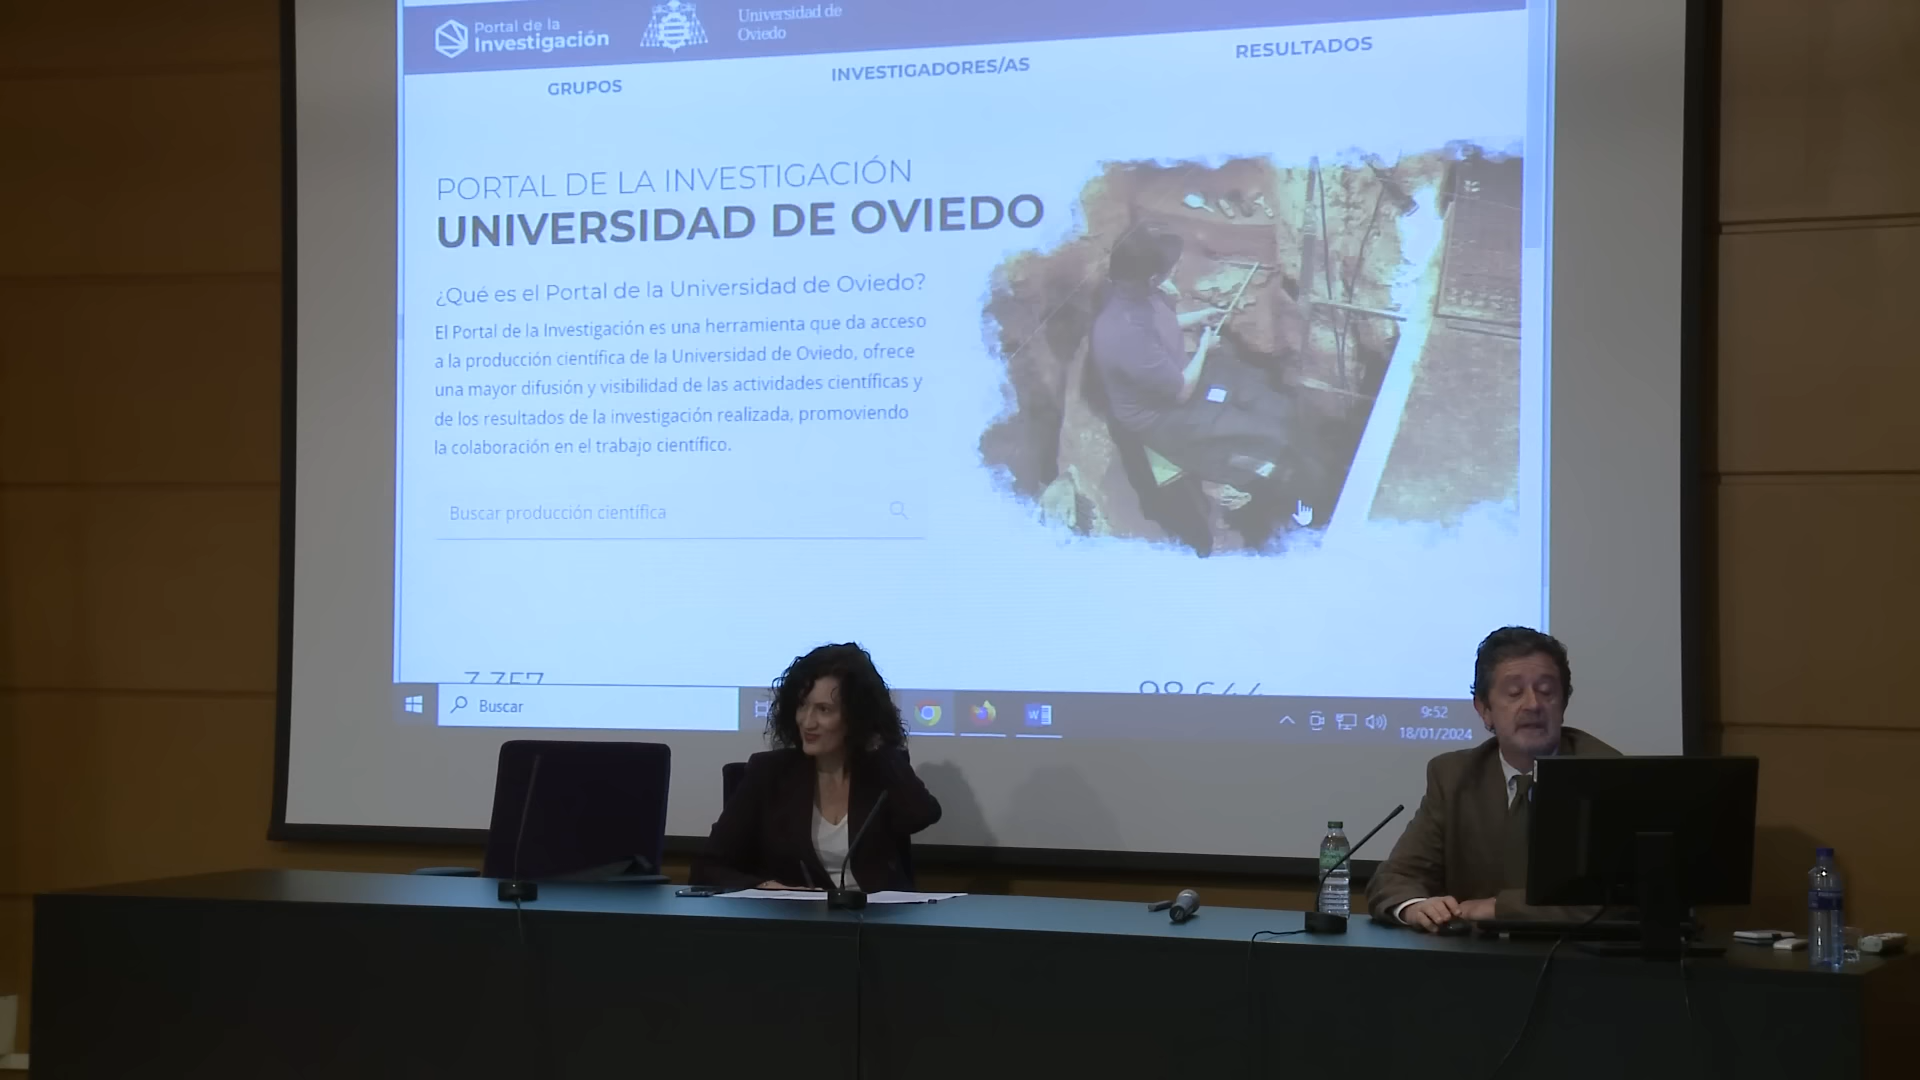 Portal de la
Investigación
Universidad de
Oviedo
GRUPOS
INVESTIGADORES/AS
RESULTADOS
PORTAL DE LA INVESTIGACIÓN
UNIVERSIDAD DE OVIEDO
¿Qué es el Portal de la Universidad de Oviedo?
El Portal de la Investigación es una herramienta que da acceso
a la producción científica de la Universidad de Oviedo, ofrece
una mayor difusión y visibilidad de las actividades científicas y
de los resultados de la investigación realizada, promoviendo
la colaboración en el trabajo científico.
Buscar producción científica
Buscar
9:52
18/01/2024